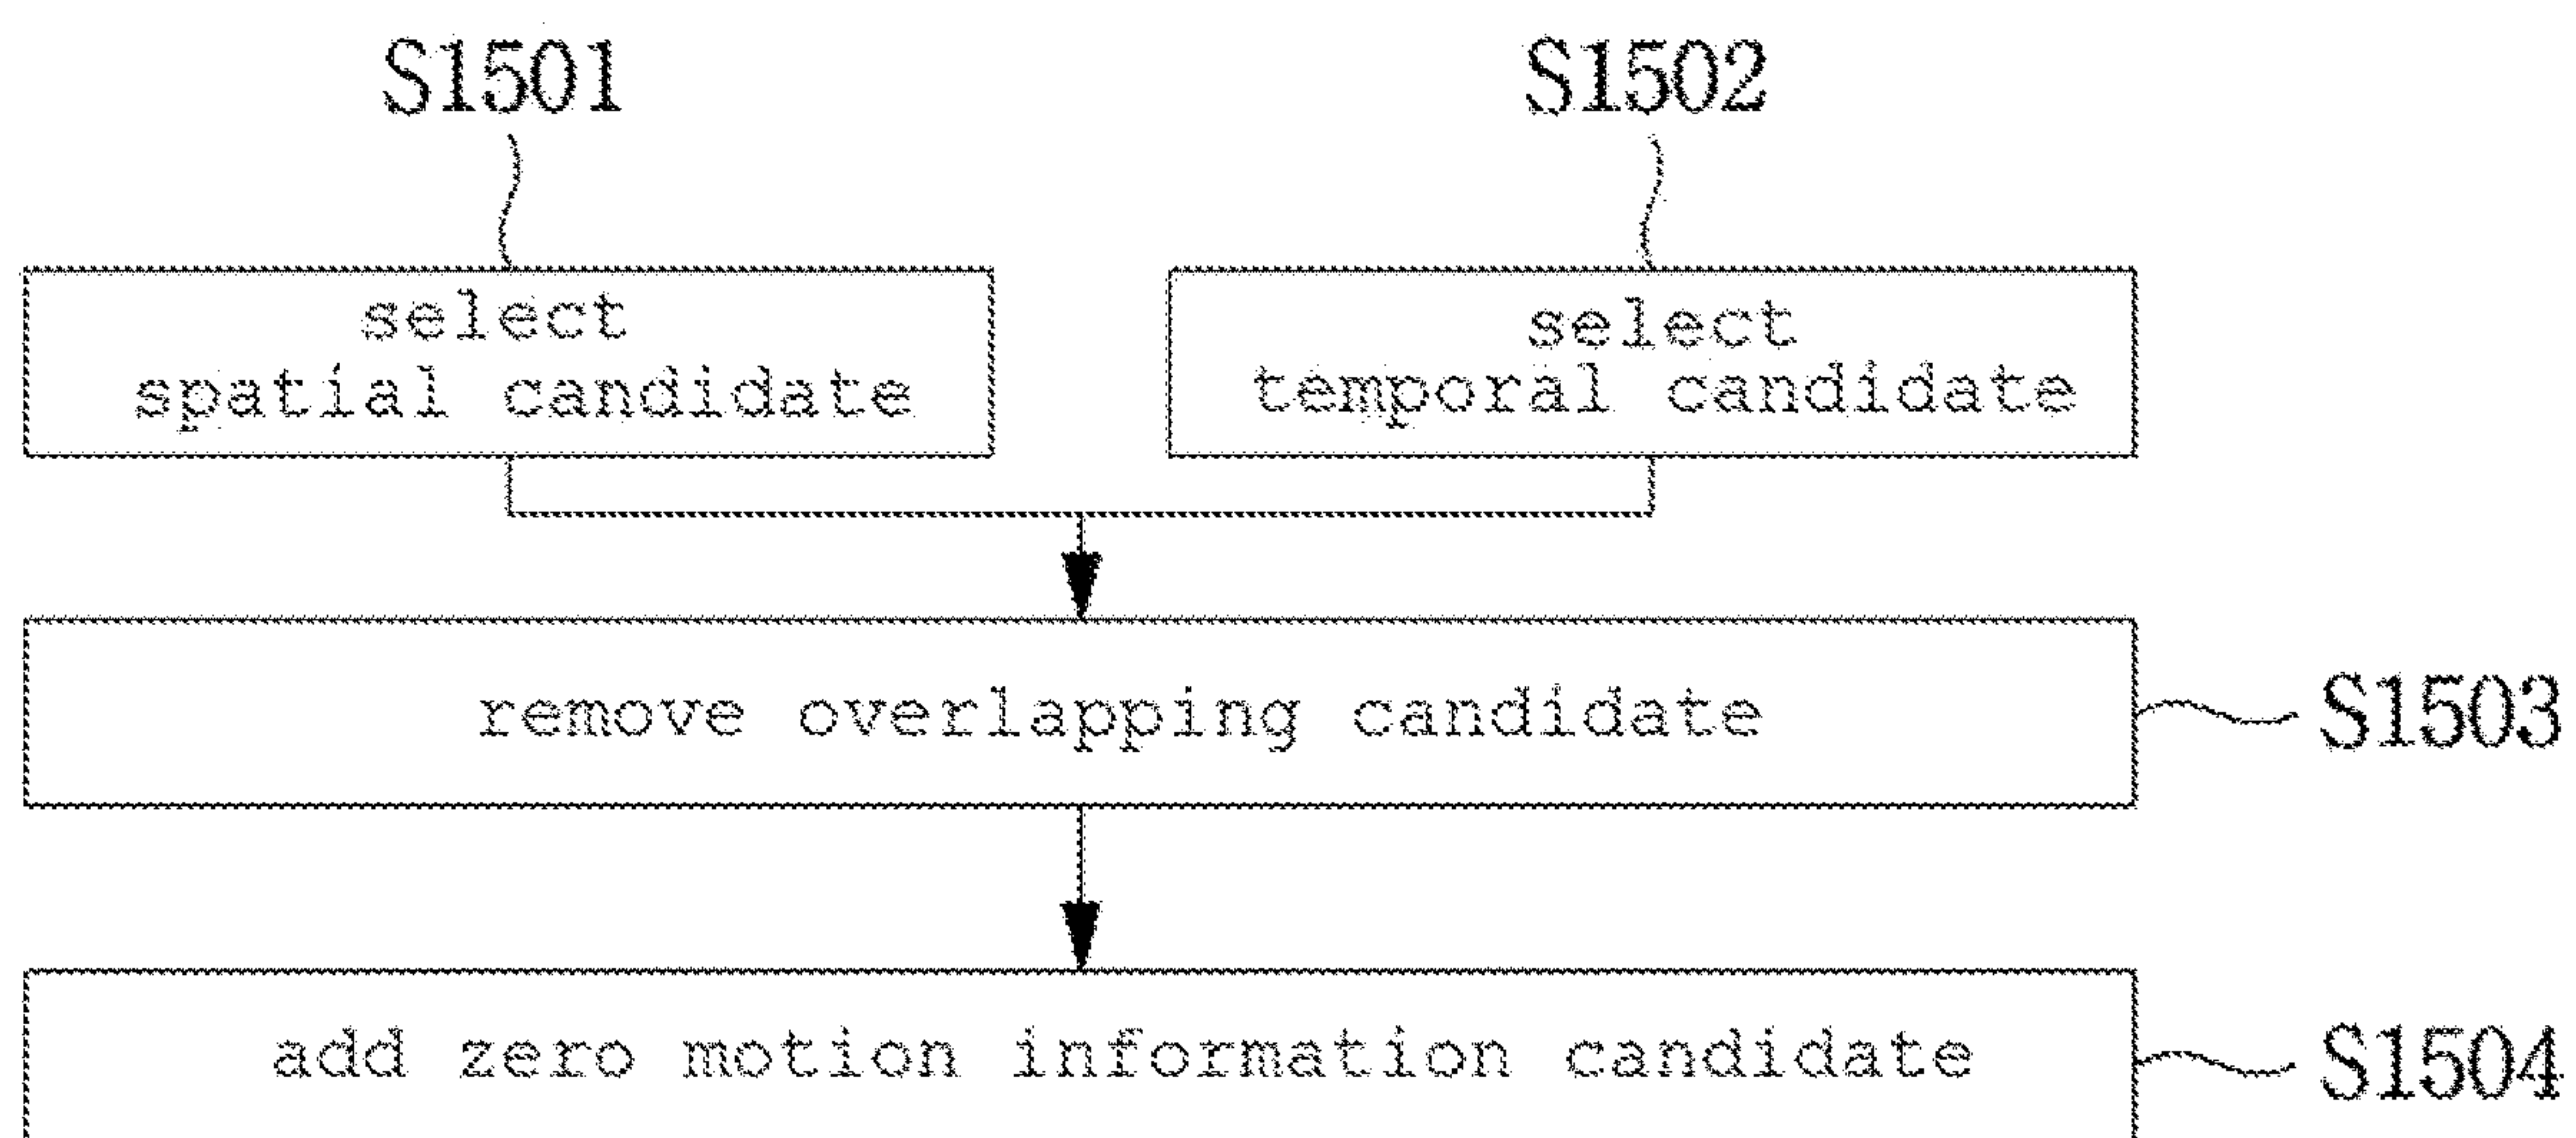 S1501
S1502
select
spatial candidate
select
temporal candidate
remove overlapping candidate
S1503
add zero motion information candidate
S1504